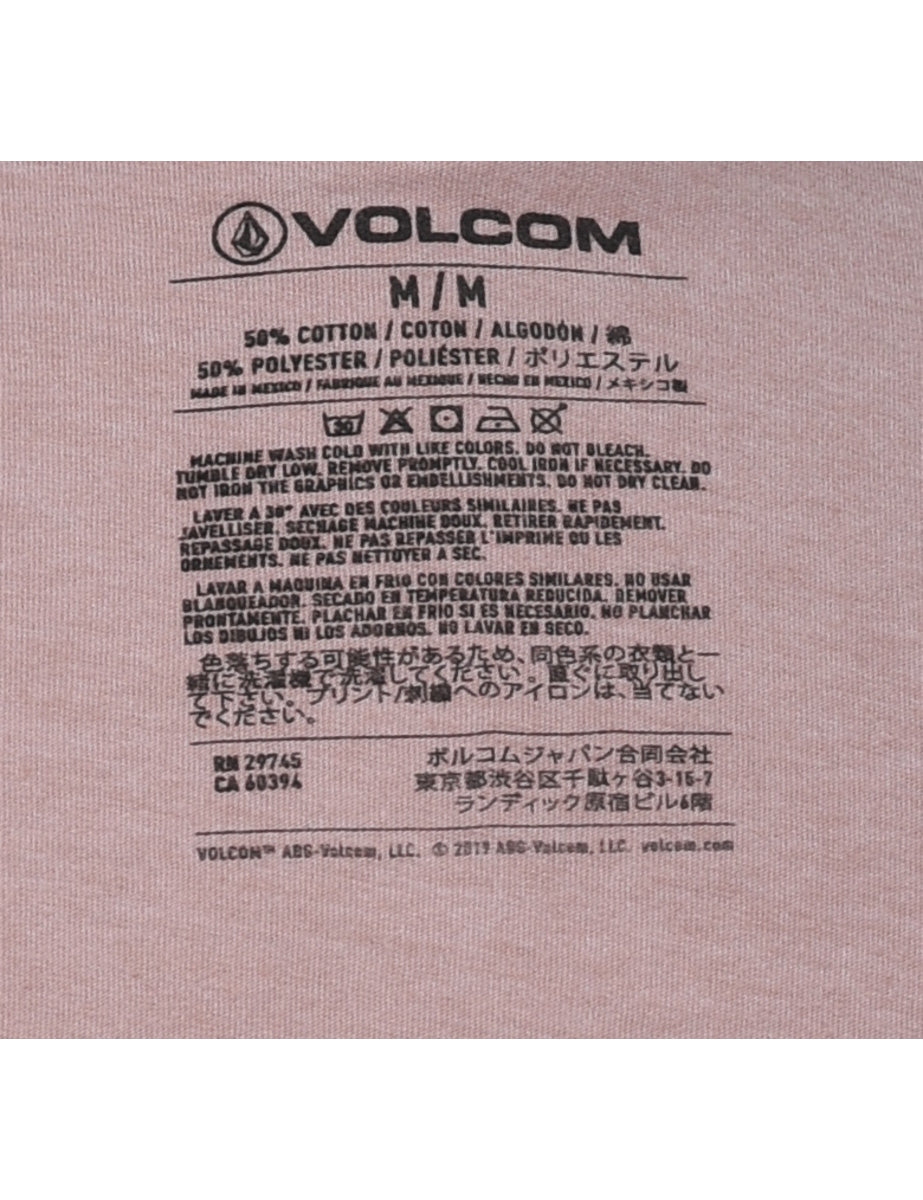 VOLCOM
M / M
50% COTTON / COTON / ALGODÓN / 綿
50% POLYESTER / POLIÉSTER / ポリエステル
MADE IN MEXICO / FABRIQUE AU MEXIQUE / HECHO EN MEXICO / メキシコ製
30
MACHINE WASH COLD WITH LIKE COLORS. DO NOT BLEACH.
TUMBLE DRY LOW. REMOVE PROMPTLY. COOL IRON IF NECESSARY. DO
NOT IRON THE GRAPHICS OR EMBELLISHMENTS. DO NOT DRY CLEAN.
LAVER A 30° AVEC DES COULEURS SIMILAIRES. NE PAS
JAVELLISER. SECHAGE MACHINE DOUX. RETIRER RAPIDEMENT.
REPASSAGE DOUX. NE PAS REPASSER L'IMPRIME OU LES
ORNEMENTS. NE PAS NETTOYER A SEC.
LAVAR A MAQUINA EN FRIO CON COLORES SIMILARES. NO USAR
BLANQUEADOR. SECADO EN TEMPERATURA REDUCIDA. REMOVER
PRONTAMENTE. PLACHAR EN FRIO SI ES NECESARIO. NO PLANCHAR
LOS DIBUJOS NI LOS ADORNOS. NO LAVAR EN SECO.
色落ちする可能性があるため、同色系の衣類と一
緒に洗濯機で洗濯してください。直ぐに取り出し
て下さい。プリント/刺繍へのアイロンは、当てない
でください。
RN 29745
CA 60394
ボルコムジャパン合同会社
東京都渋谷区千駄ヶ谷3-15-7
ランディック原宿ビル6階
VOLCOM™ ABG-Volcom, LLC. © 2019 ABG-Volcom, LLC. volcom.com